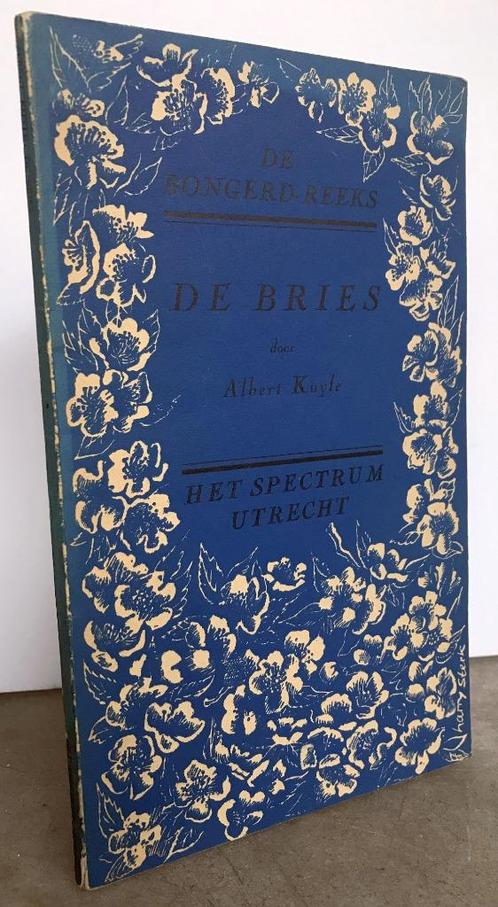 DE
BONGERD-REEKS
DE BRIES
door
Albert Kuyle
HET SPECTRUM
UTRECHT